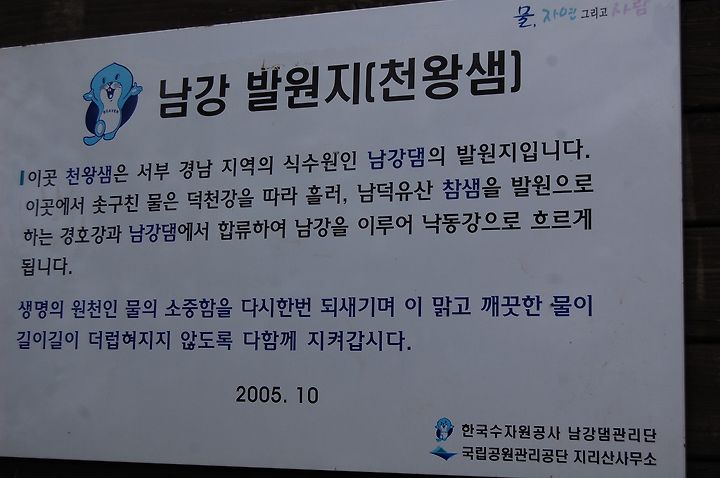 물, 자연 그리고 사람
남강 발원지(천왕샘)
이곳 천왕샘은 서부 경남 지역의 식수원인 남강댐의 발원지입니다.
이곳에서 솟구친 물은 덕천강을 따라 흘러, 남덕유산 참샘을 발원으로
하는 경호강과 남강댐에서 합류하여 남강을 이루어 낙동강으로 흐르게
됩니다.
생명의 원천인 물의 소중함을 다시한번 되새기며 이 맑고 깨끗한 물이
길이길이 더럽혀지지 않도록 다함께 지켜갑시다.
2005. 10
한국수자원공사 남강댐관리단
국립공원관리공단 지리산사무소